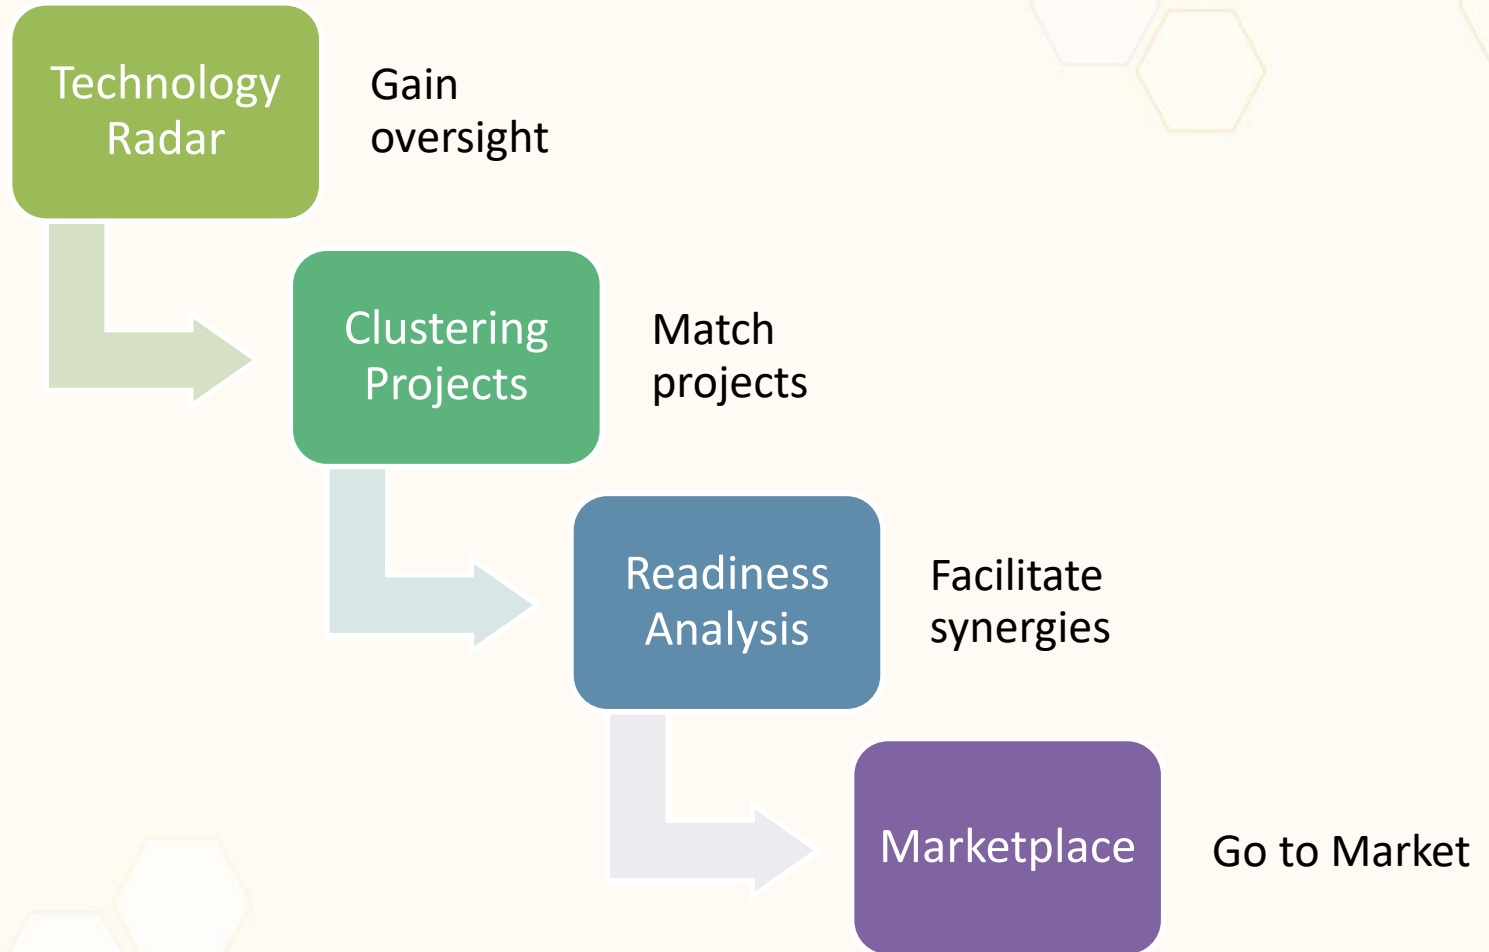 Technology
Radar
Gain
oversight
Clustering
Projects
Match
projects
Readiness
Analysis
Facilitate
synergies
Marketplace
Go to Market